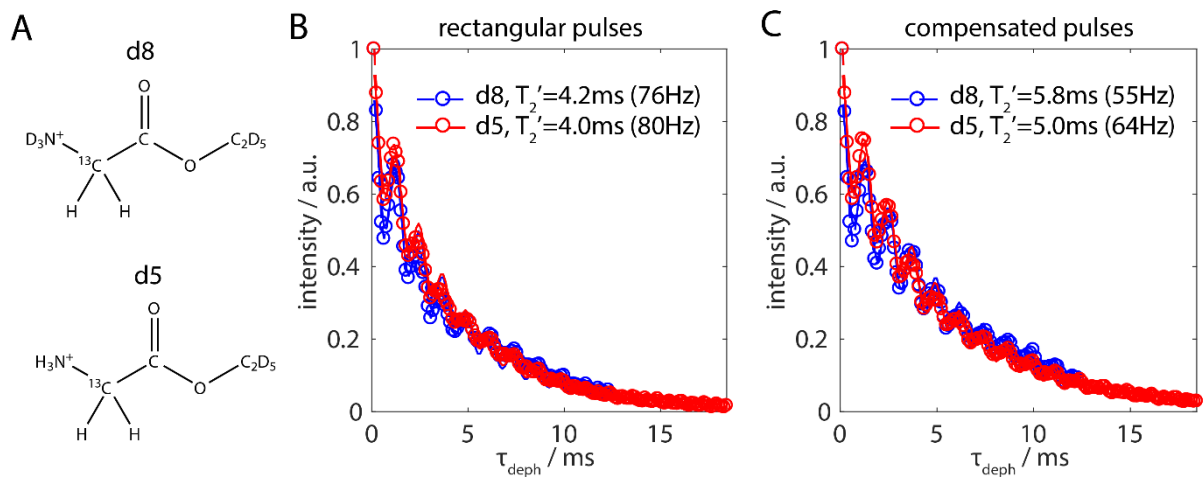 A
d8
O
D₃N⁺
¹³C
O
C₂D₅
H
H
d5
O
H₃N⁺
¹³C
O
C₂D₅
H
H
B
rectangular pulses
d8, T₂'=4.2ms (76Hz)
d5, T₂'=4.0ms (80Hz)
intensity / a.u.
1
0.8
0.6
0.4
0.2
0
0 5 10 15
τdeph / ms
C
compensated pulses
d8, T₂'=5.8ms (55Hz)
d5, T₂'=5.0ms (64Hz)
intensity / a.u.
1
0.8
0.6
0.4
0.2
0
0 5 10 15
τdeph / ms